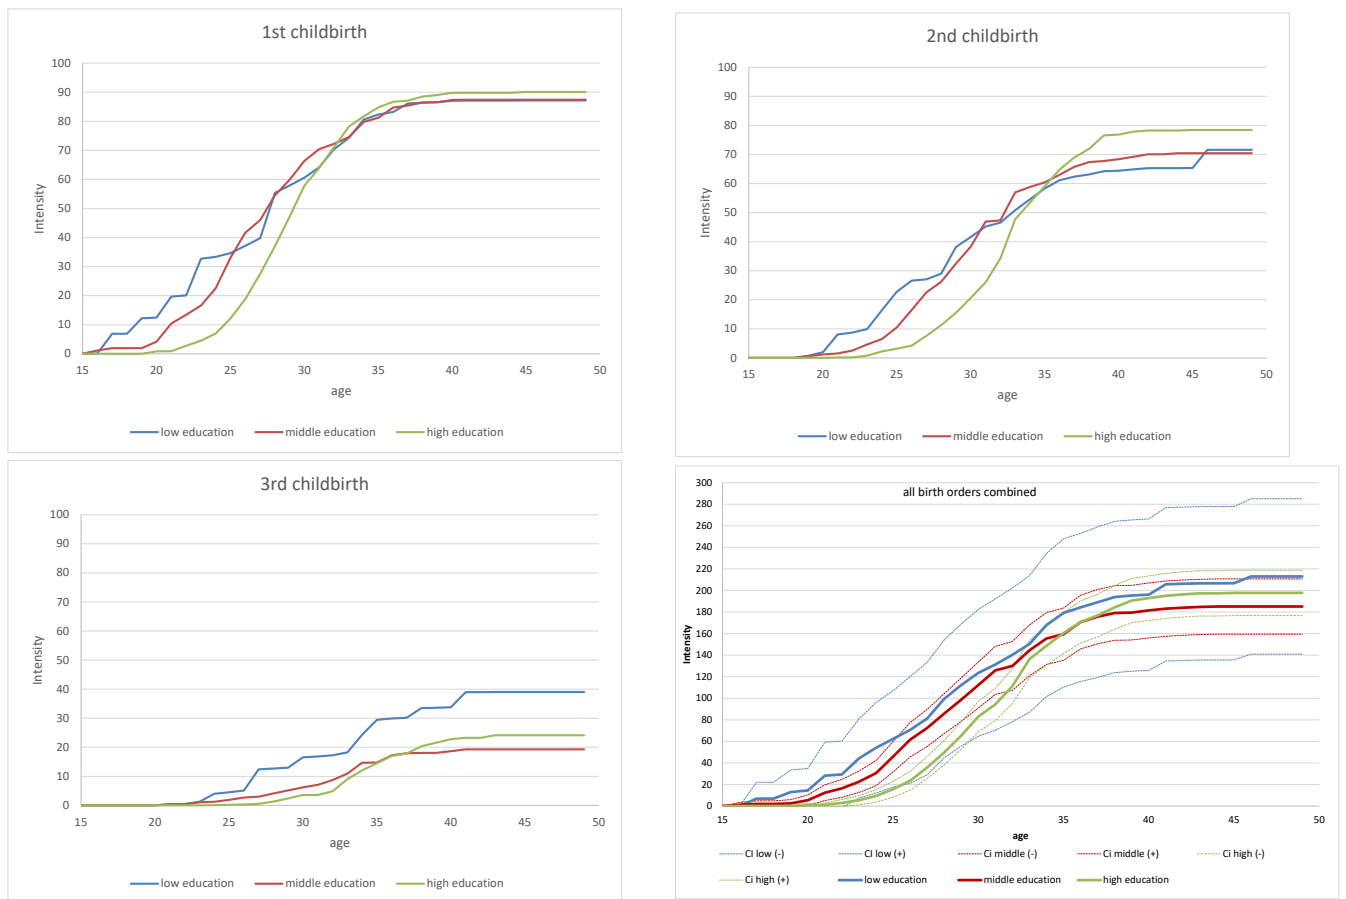 1st childbirth
100
90
80
70
60
50
40
30
20
10
0
Intensity
15 20 25 30 35 40 45 50
age
low education middle education high education
2nd childbirth
100
90
80
70
60
50
40
30
20
10
0
Intensity
15 20 25 30 35 40 45 50
age
low education middle education high education
3rd childbirth
100
90
80
70
60
50
40
30
20
10
0
Intensity
15 20 25 30 35 40 45 50
age
low education middle education high education
all birth orders combined
300
280
260
240
220
200
180
160
140
120
100
80
60
40
20
0
Intensity
15 20 25 30 35 40 45 50
age
CI low (-) CI low (+) Ci middle (-) Ci middle (+) Ci high (-)
Ci high (+) low education middle education high education